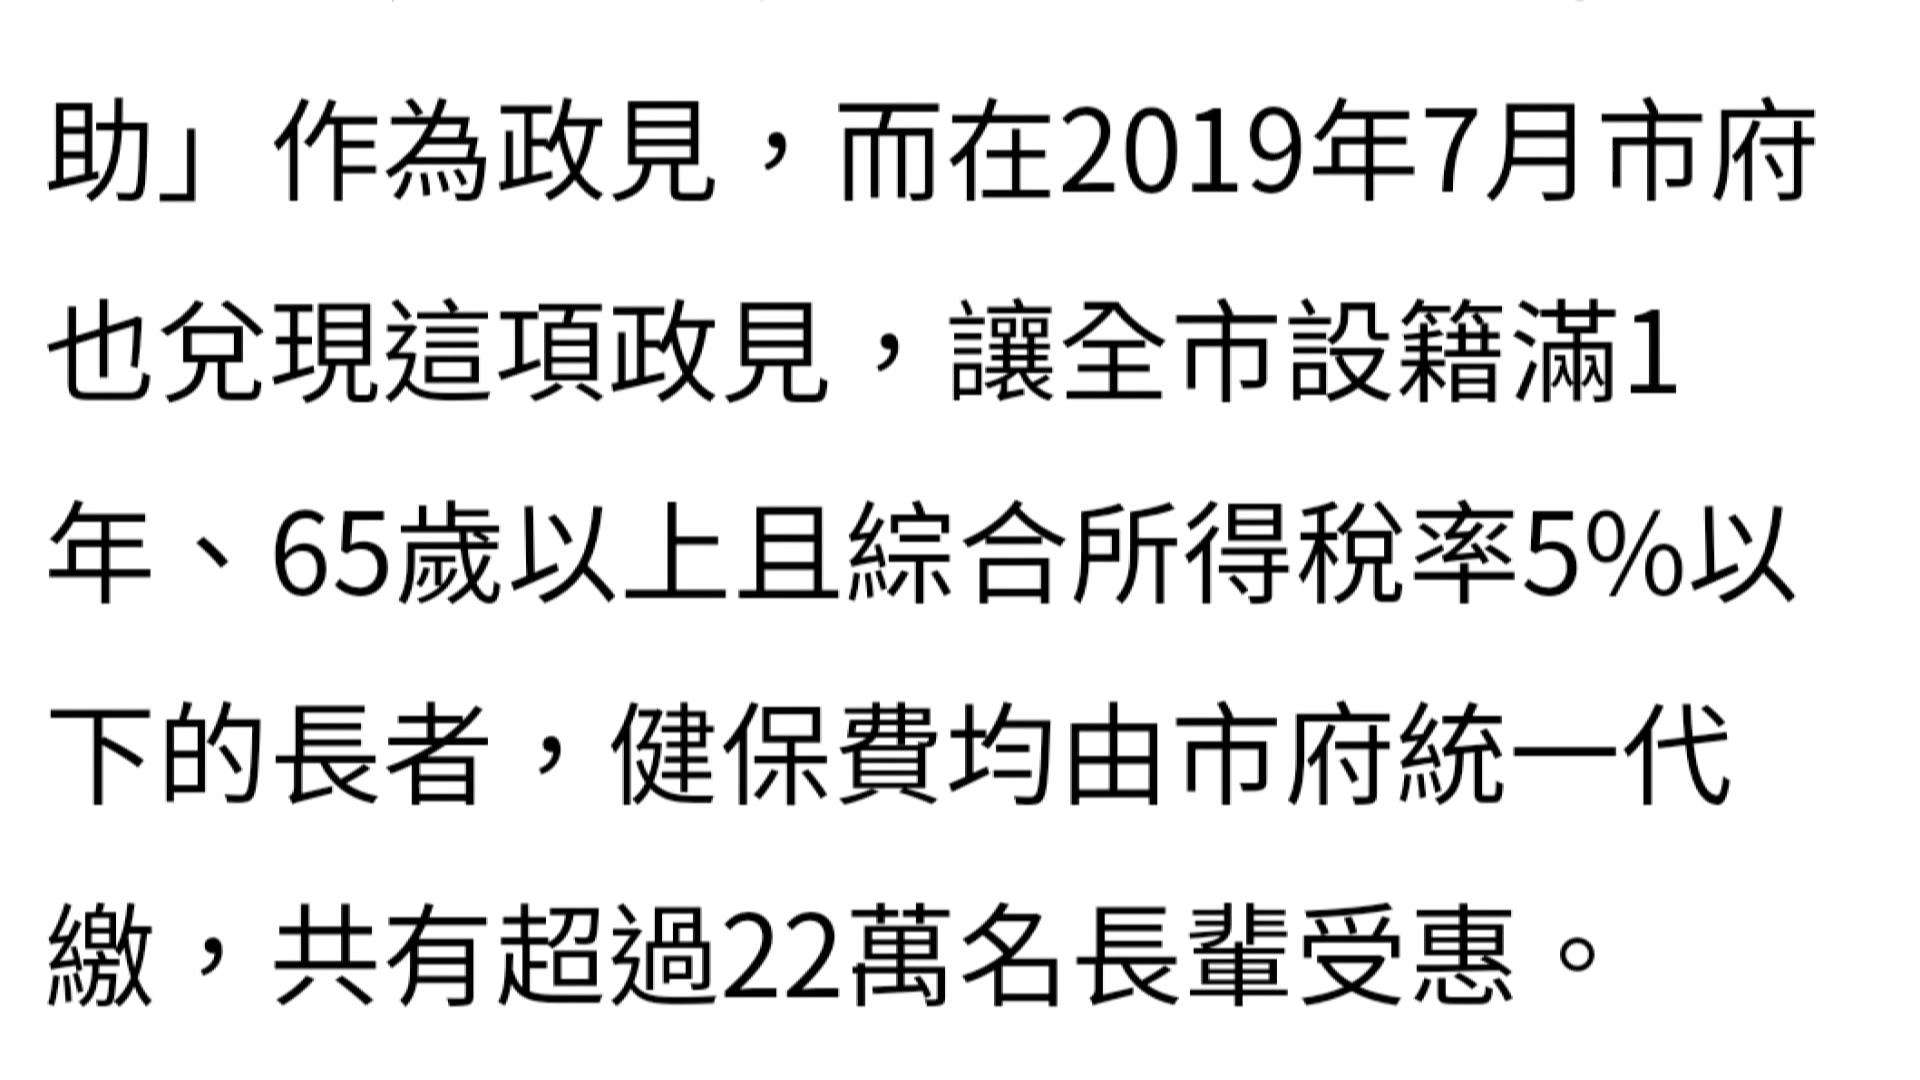 助」作為政見，而在2019年7月市府
也兌現這項政見，讓全市設籍滿1
年、65歲以上且綜合所得稅率5%以
下的長者，健保費均由市府統一代
繳，共有超過22萬名長輩受惠。